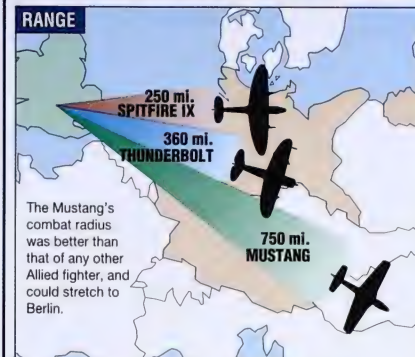 RANGE
250 mi.
SPITFIRE IX
360 mi.
THUNDERBOLT
750 mi.
MUSTANG
The Mustang's
combat radius
was better than
that of any other
Allied fighter, and
could stretch to
Berlin.